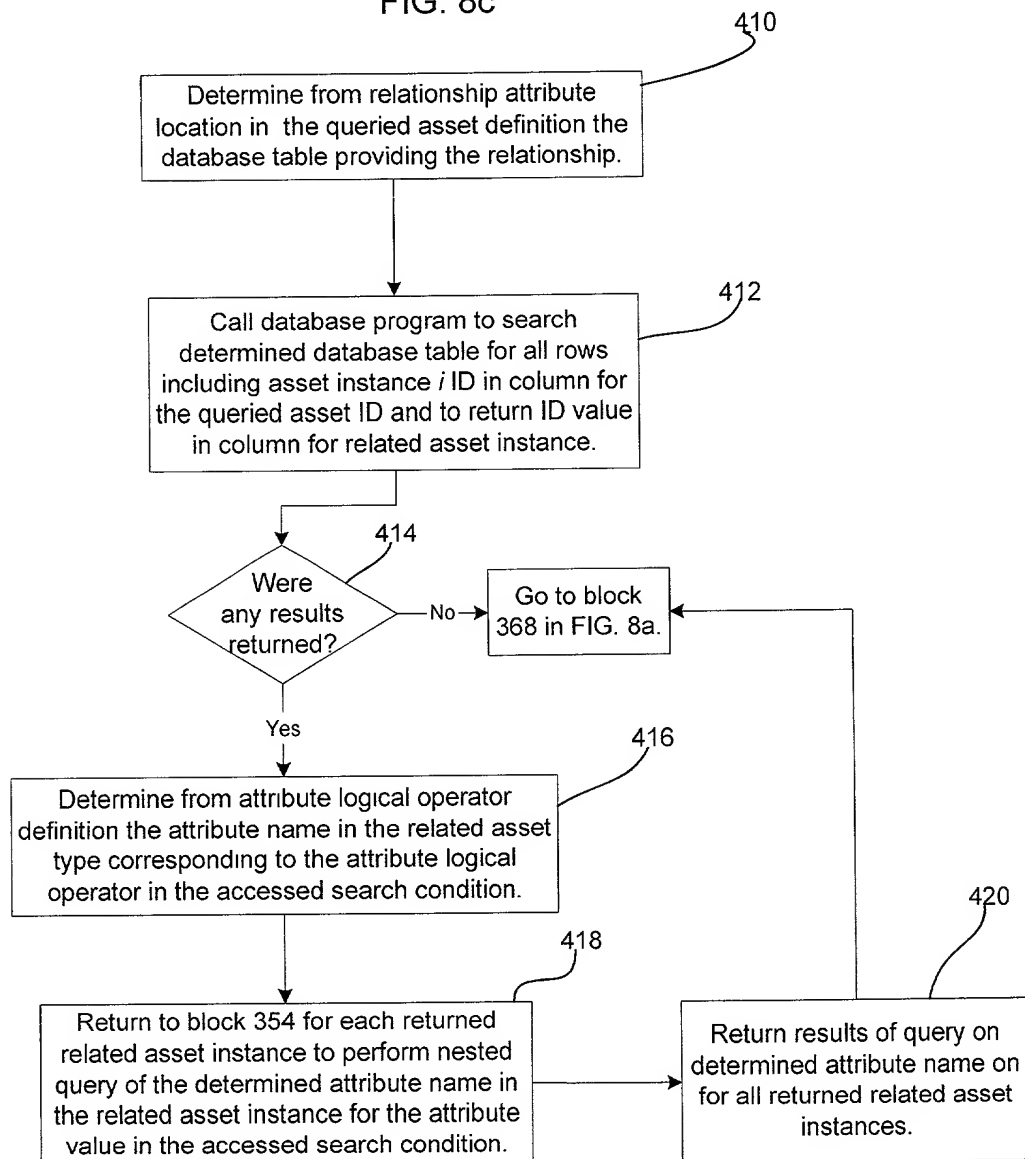 FIG. 8c
410
Determine from relationship attribute
location in the queried asset definition the
database table providing the relationship.
412
Call database program to search
determined database table for all rows
including asset instance i ID in column for
the queried asset ID and to return ID value
in column for related asset instance.
414
Were
any results
returned?
No
Go to block
368 in FIG. 8a.
Yes
416
Determine from attribute logical operator
definition the attribute name in the related asset
type corresponding to the attribute logical
operator in the accessed search condition.
418
Return to block 354 for each returned
related asset instance to perform nested
query of the determined attribute name in
the related asset instance for the attribute
value in the accessed search condition.
420
Return results of query on
determined attribute name on
for all returned related asset
instances.